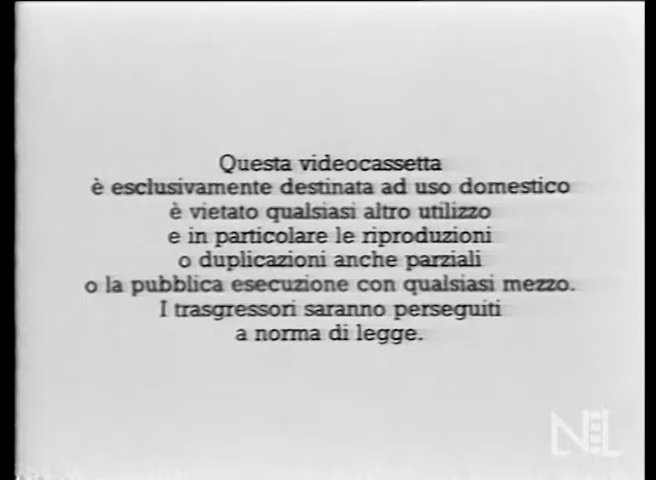 Questa videocassetta
è esclusivamente destinata ad uso domestico
è vietato qualsiasi altro utilizzo
e in particolare le riproduzioni
o duplicazioni anche parziali
o la pubblica esecuzione con qualsiasi mezzo.
I trasgressori saranno perseguiti
a norma di legge.